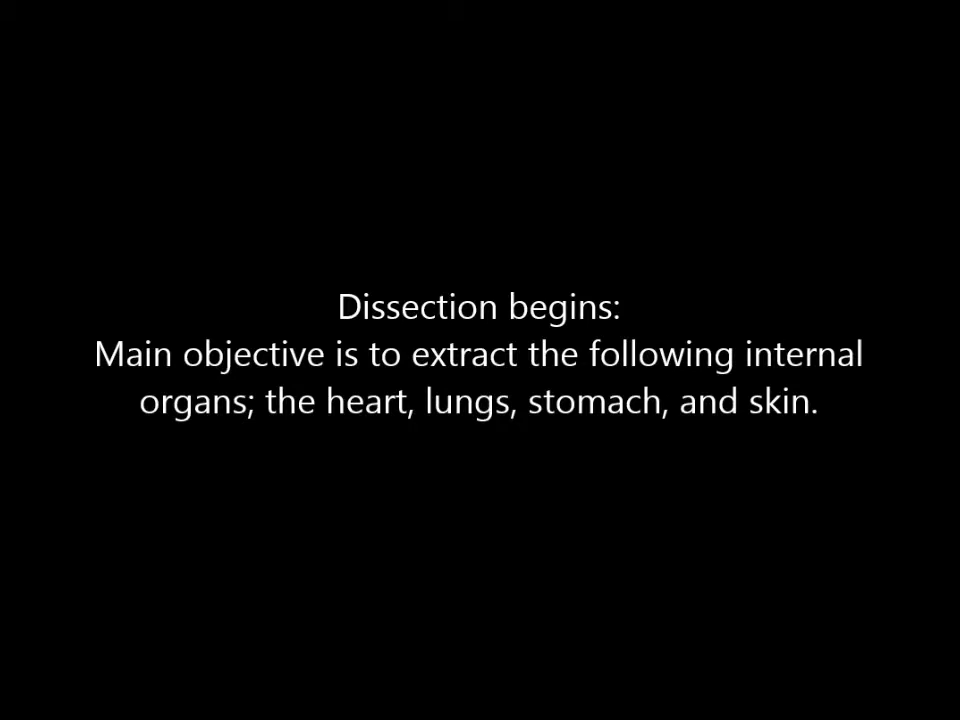 Dissection begins:
Main objective is to extract the following internal
organs; the heart, lungs, stomach, and skin.